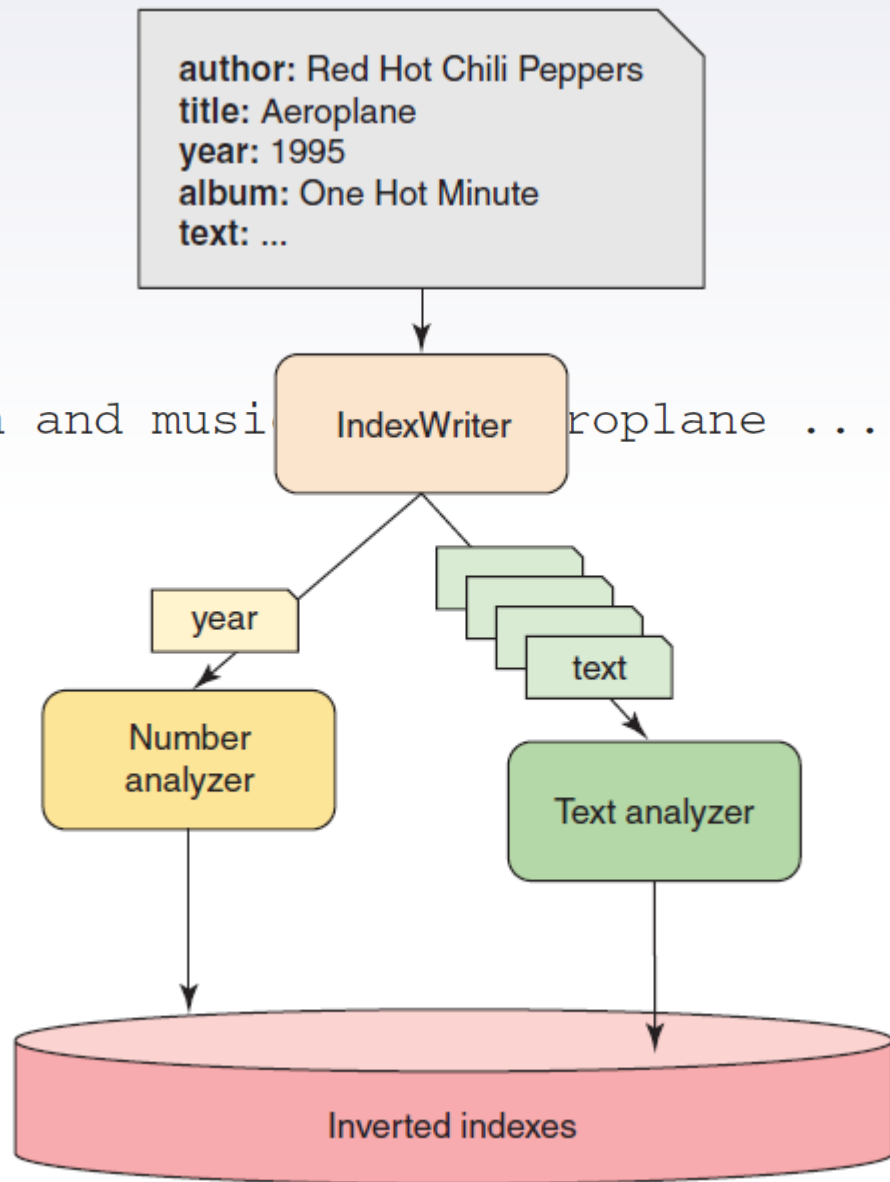 author: Red Hot Chili Peppers
title: Aeroplane
year: 1995
album: One Hot Minute
text: ...
IndexWriter
and
...
year
text
Number
analyzer
Text analyzer
Inverted indexes